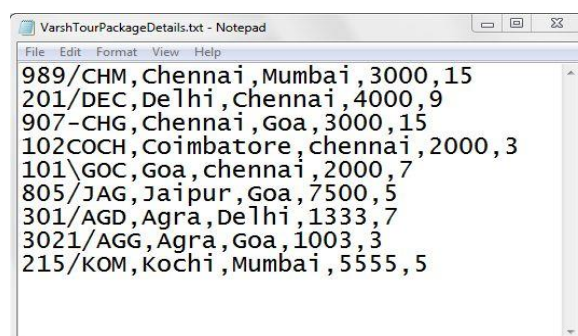 VarshTourPackageDetails.txt - Notepad
File Edit Format View Help
989/CHM,Chennai,Mumbai,3000,15
201/DEC,Delhi,Chennai,4000,9
907-CHG,Chennai,Goa,3000,15
102COCH,Coimbatore,chennai,2000,3
101\GOC,Goa,chennai,2000,7
805/JAG,Jaipur,Goa,7500,5
301/AGD,Agra,Delhi,1333,7
3021/AGG,Agra,Goa,1003,3
215/KOM,Kochi,Mumbai,5555,5